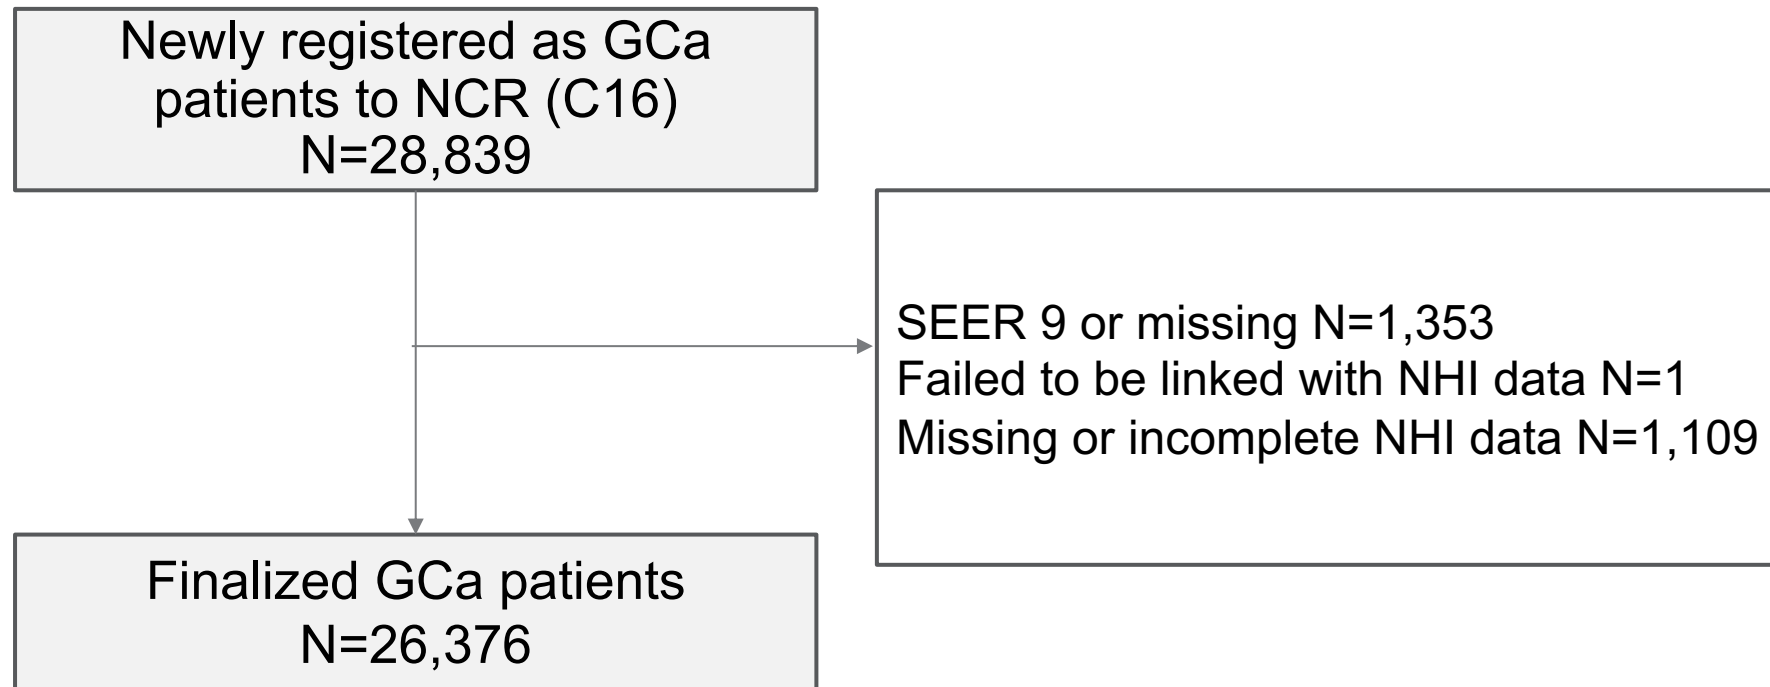 Newly registered as GCa
patients to NCR (C16)
N=28,839
SEER 9 or missing N=1,353
Failed to be linked with NHI data N=1
Missing or incomplete NHI data N=1,109
Finalized GCa patients
N=26,376